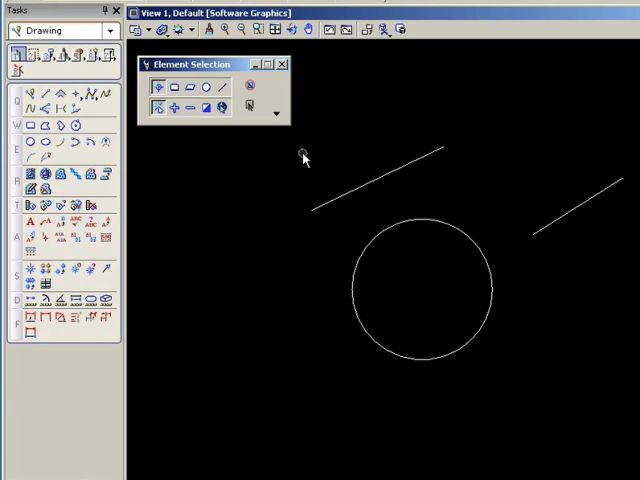 Tasks
View 1, Default [Software Graphics]
Drawing
Element Selection
Q
W
E
R
T
A
S
D
F